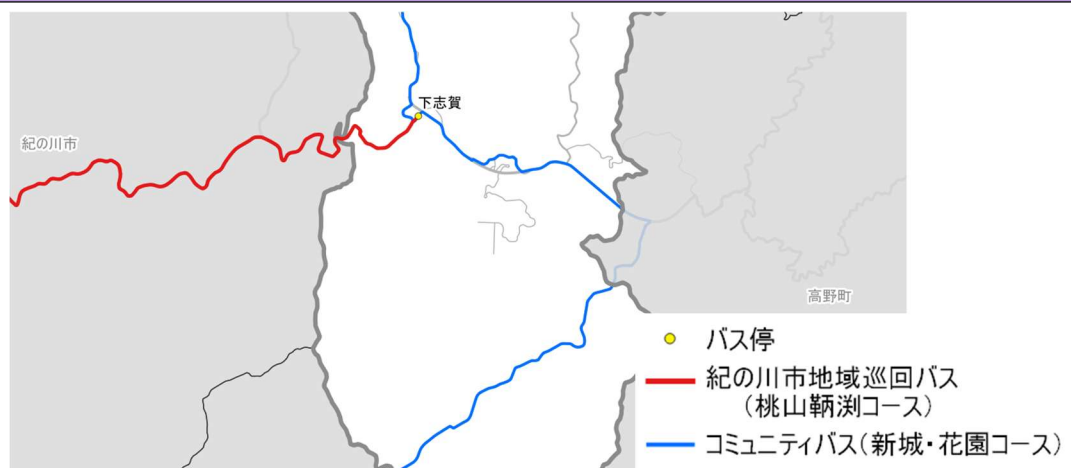 下志賀
紀の川市
高野町
バス停
紀の川市地域巡回バス
(桃山鞆渕コース)
コミュニティバス(新城・花園コース)